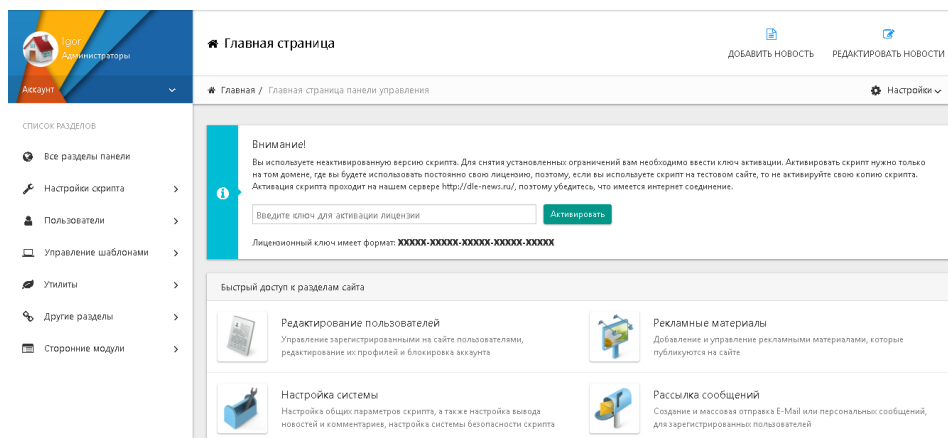 Igor
Администраторы
Аккаунт
СПИСОК РАЗДЕЛОВ
Все разделы панели
Настройки скрипта
Пользователи
Управление шаблонами
Утилиты
Другие разделы
Сторонние модули
Главная страница
ДОБАВИТЬ НОВОСТЬ
РЕДАКТИРОВАТЬ НОВОСТИ
Главная / Главная страница панели управления
Настройки
Внимание!
Вы используете неактивированную версию скрипта. Для снятия установленных ограничений вам необходимо ввести ключ активации. Активировать скрипт нужно только
на том домене, где вы будете использовать постоянно свою лицензию, поэтому, если вы используете скрипт на тестовом сайте, то не активируйте свою копию скрипта.
Активация скрипта проходит на нашем сервере http://dle-news.ru/, поэтому убедитесь, что имеется интернет соединение.
Введите ключ для активации лицензии
Активировать
Лицензионный ключ имеет формат: XXXXX-XXXXX-XXXXX-XXXXX-XXXXX
Быстрый доступ к разделам сайта
Редактирование пользователей
Управление зарегистрированными на сайте пользователями,
редактирование их профилей и блокировка аккаунта
Рекламные материалы
Добавление и управление рекламными материалами, которые
публикуются на сайте
Настройка системы
Настройка общих параметров скрипта, а также настройка вывода
новостей и комментариев, настройка системы безопасности скрипта
Рассылка сообщений
Создание и массовая отправка E-Mail или персональных сообщений,
для зарегистрированных пользователей